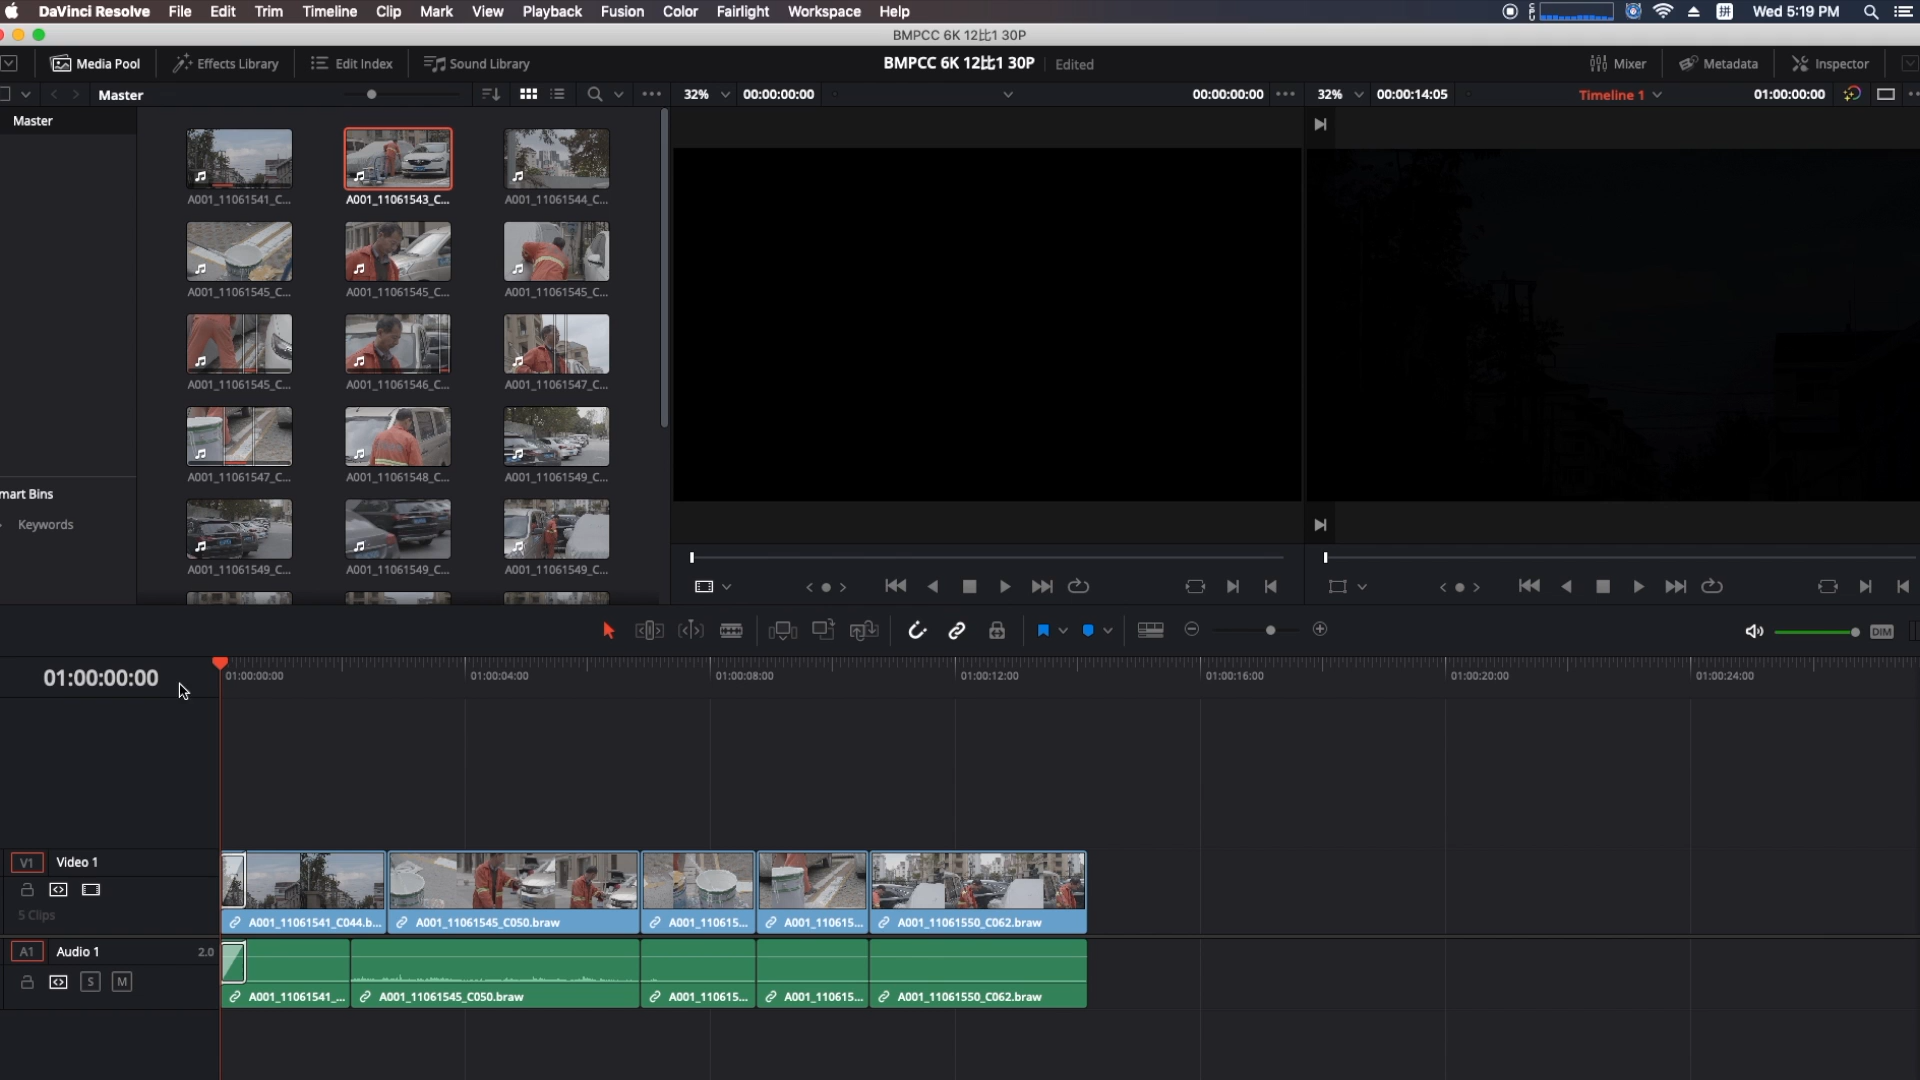 DaVinci Resolve File Edit Trim Timeline Clip Mark View Playback Fusion Color Fairlight Workspace Help 拼 Wed 5:19 PM
BMPCC 6K 12比1 30P
Media Pool Effects Library Edit Index Sound Library BMPCC 6K 12比1 30P Edited Mixer Metadata Inspector
Master 32% 00:00:00:00 00:00:00:00 32% 00:00:14:05 Timeline 1 01:00:00:00
Master
A001_11061541_C... A001_11061543_C... A001_11061544_C...
A001_11061545_C... A001_11061545_C... A001_11061545_C...
A001_11061545_C... A001_11061546_C... A001_11061547_C...
A001_11061547_C... A001_11061548_C... A001_11061549_C...
mart Bins
Keywords
A001_11061549_C... A001_11061549_C... A001_11061549_C...
DIM
01:00:00:00 01:00:00:00 01:00:04:00 01:00:08:00 01:00:12:00 01:00:16:00 01:00:20:00 01:00:24:00
V1 Video 1
5 Clips
A001_11061541_C044.b... A001_11061545_C050.braw A001_110615... A001_110615... A001_11061550_C062.braw
A1 Audio 1 2.0
S M
A001_11061541_... A001_11061545_C050.braw A001_110615... A001_110615... A001_11061550_C062.braw